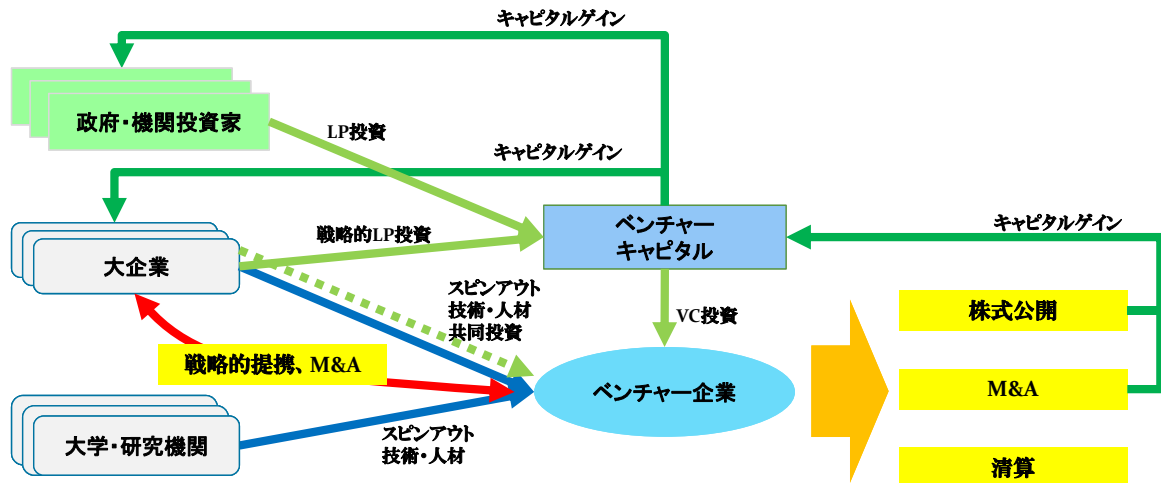 キャピタルゲイン
政府・機関投資家
LP投資
キャピタルゲイン
戦略的LP投資
ベンチャー
キャピタル
キャピタルゲイン
大企業
スピンアウト
技術・人材
共同投資
VC投資
株式公開
戦略的提携、M&A
ベンチャー企業
M&A
大学・研究機関
スピンアウト
技術・人材
清算